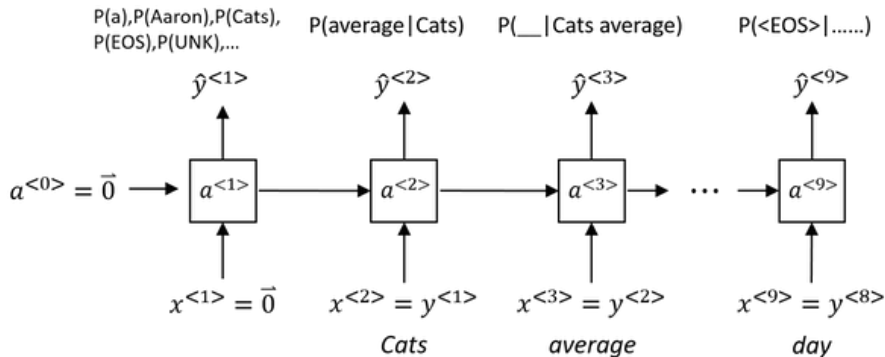 P(a),P(Aaron),P(Cats),
P(EOS),P(UNK),...
P(average|Cats)
P(__|Cats average)
P(<EOS>|……)
ŷ<1>
ŷ<2>
ŷ<3>
ŷ<9>
a<0> = 0⃗
a<1>
a<2>
a<3>
⋯
a<9>
x<1> = 0⃗
x<2> = y<1>
x<3> = y<2>
x<9> = y<8>
Cats
average
day